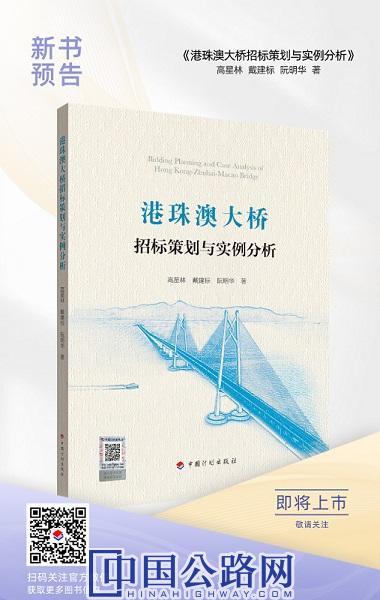 新书
预告
《港珠澳大桥招标策划与实例分析》
高星林 戴建标 阮明华 著
Bidding Planning and Case Analysis of
Hong Kong-Zhuhai-Macao Bridge
港珠澳大桥
招标策划与实例分析
高星林 戴建标 阮明华 著
中国计划出版社
港珠澳大桥招标策划与实例分析 高星林 戴建标 阮明华 著
中国计划出版社
即将上市
敬请关注
扫码关注官方微信
获取更多图书
中国公路网
HINAHIGHWAY.COM